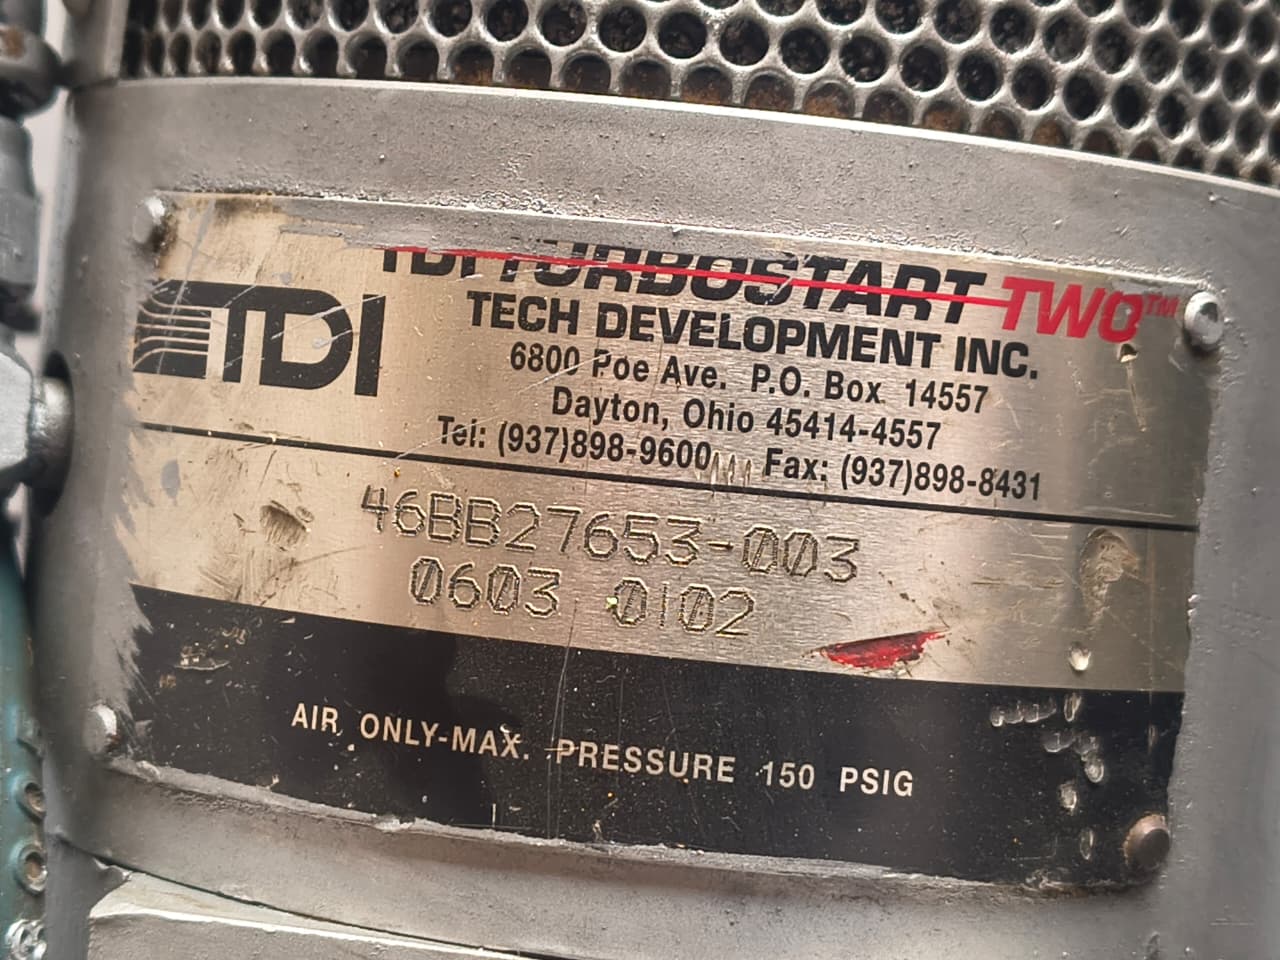 TDI TURBOSTART TWO™
TDI
TECH DEVELOPMENT INC.
6800 Poe Ave. P.O. Box 14557
Dayton, Ohio 45414-4557
Tel: (937)898-9600 Fax: (937)898-8431
46BB27653-003
0603 0102
AIR ONLY-MAX. PRESSURE 150 PSIG